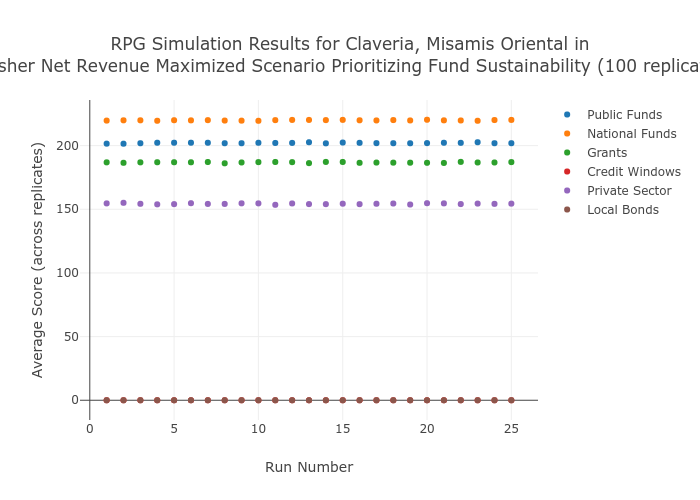 RPG Simulation Results for Claveria, Misamis Oriental in
Net Revenue Maximized Scenario Prioritizing Fund Sustainability (100
Average Score (across replicates)
200
150
100
50
0
0
5
10
15
20
25
Run Number
Public Funds
National Funds
Grants
Credit Windows
Private Sector
Local Bonds